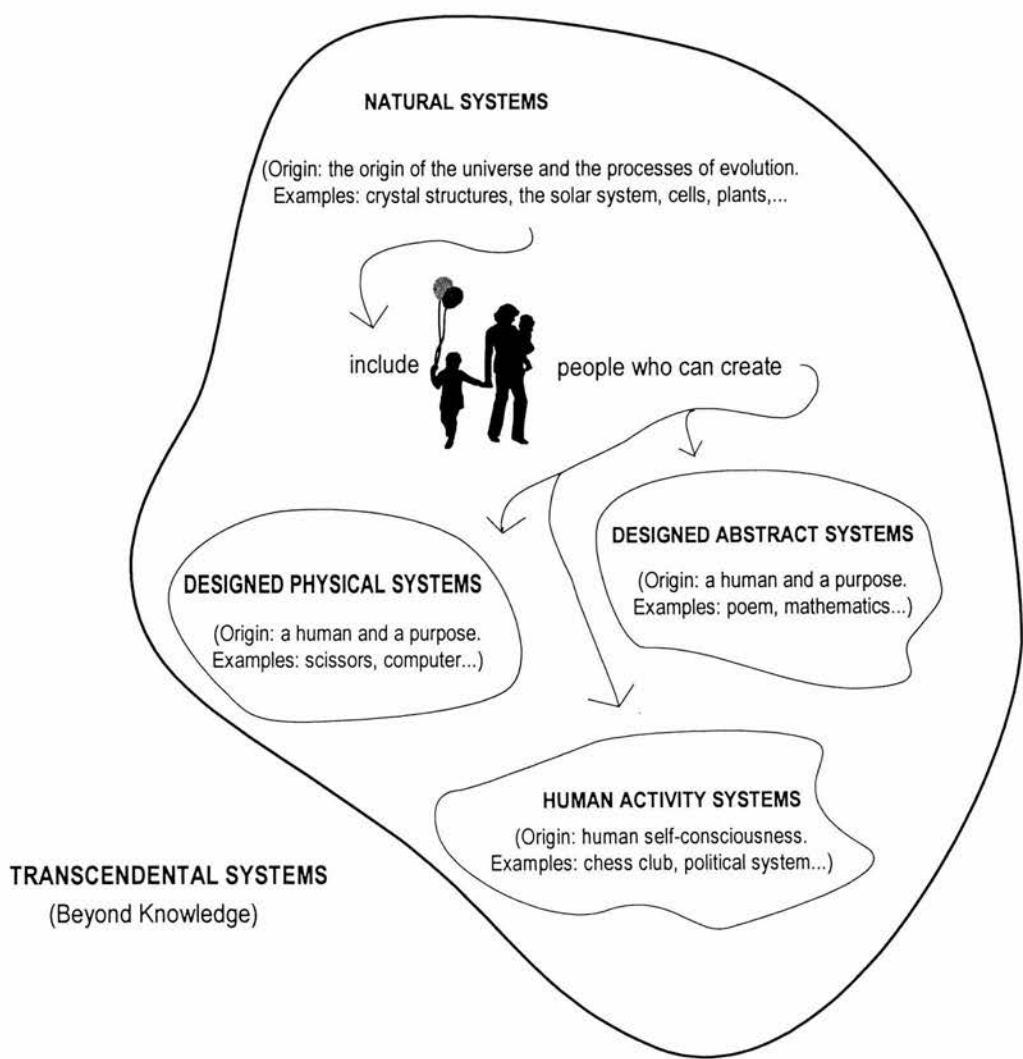 NATURAL SYSTEMS
(Origin: the origin of the universe and the processes of evolution.
Examples: crystal structures, the solar system, cells, plants,...
include people who can create
DESIGNED ABSTRACT SYSTEMS
(Origin: a human and a purpose.
Examples: poem, mathematics...)
DESIGNED PHYSICAL SYSTEMS
(Origin: a human and a purpose.
Examples: scissors, computer...)
HUMAN ACTIVITY SYSTEMS
(Origin: human self-consciousness.
Examples: chess club, political system...)
TRANSCENDENTAL SYSTEMS
(Beyond Knowledge)